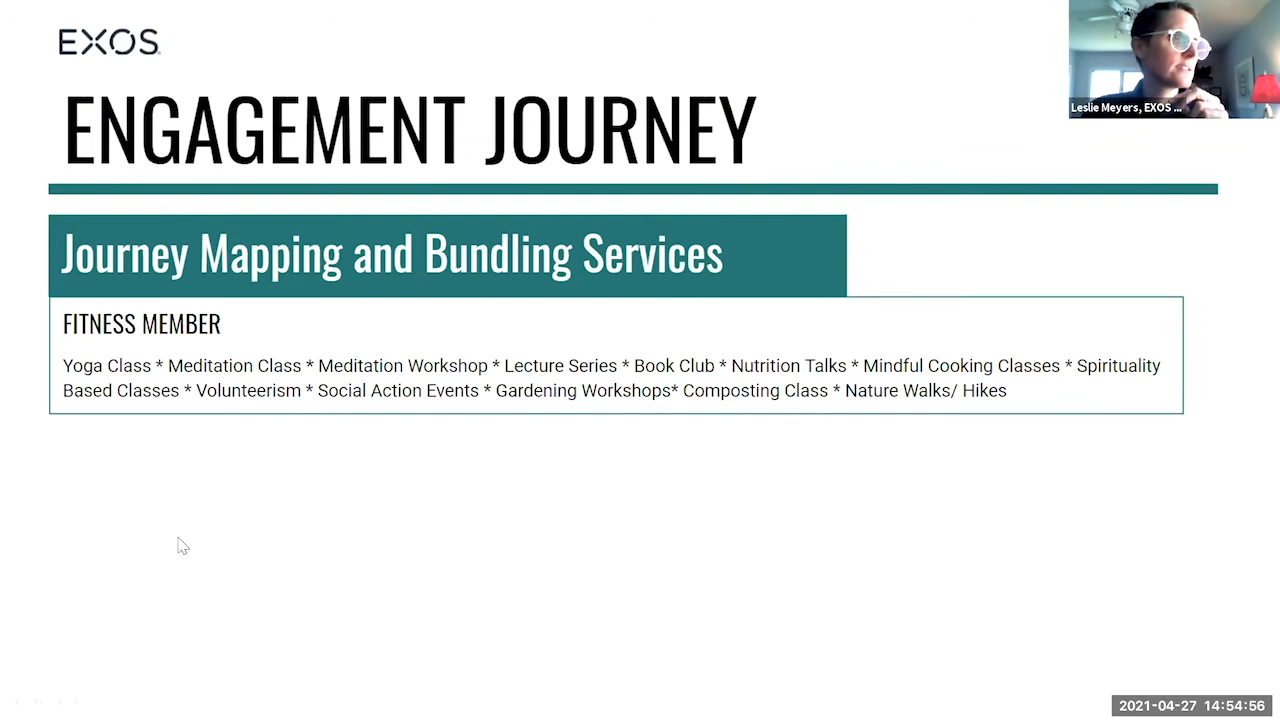 EXOS
Leslie Meyers, EXOS ...
ENGAGEMENT JOURNEY
Journey Mapping and Bundling Services
FITNESS MEMBER
Yoga Class * Meditation Class * Meditation Workshop * Lecture Series * Book Club * Nutrition Talks * Mindful Cooking Classes * Spirituality
Based Classes * Volunteerism * Social Action Events * Gardening Workshops* Composting Class * Nature Walks/ Hikes
2021-04-27 14:54:56